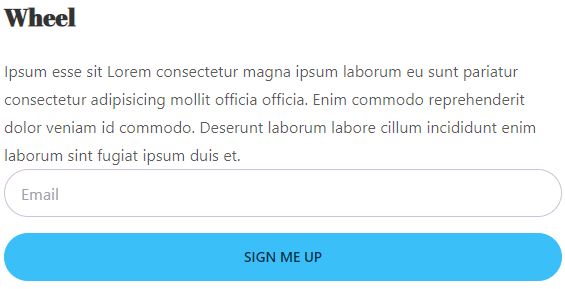 Wheel
Ipsum esse sit Lorem consectetur magna ipsum laborum eu sunt pariatur
consectetur adipisicing mollit officia officia. Enim commodo reprehenderit
dolor veniam id commodo. Deserunt laborum labore cillum incididunt enim
laborum sint fugiat ipsum duis et.
Email
SIGN ME UP